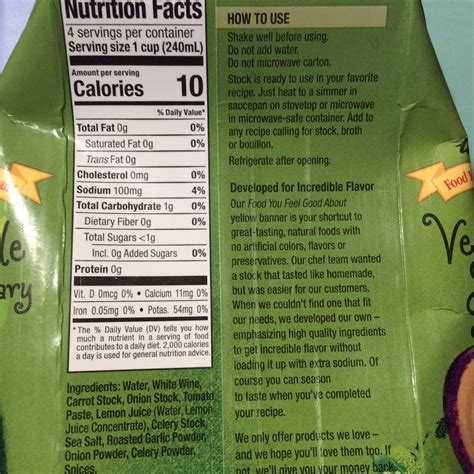 Nutrition Facts
4 servings per container
Serving size 1 cup (240mL)
Amount per serving
Calories 10
% Daily Value*
Total Fat 0g 0%
Saturated Fat 0g 0%
Trans Fat 0g
Cholesterol 0mg 0%
Sodium 100mg 4%
Total Carbohydrate 1g 0%
Dietary Fiber 0g 0%
Total Sugars <1g
Incl. 0g Added Sugars 0%
Protein 0g
Vit. D 0mcg 0% • Calcium 11mg 0%
Iron 0.05mg 0% • Potas. 54mg 0%
*The % Daily Value (DV) tells you how
much a nutrient in a serving of food
contributes to a daily diet. 2,000 calories
a day is used for general nutrition advice.
Ingredients: Water, White Wine,
Carrot Stock, Onion Stock, Tomato
Paste, Lemon Juice (Water, Lemon
Juice Concentrate), Celery Stock,
Sea Salt, Roasted Garlic Powder,
Onion Powder, Celery Powder,
Spices.
HOW TO USE
Shake well before using.
Do not add water.
Do not microwave carton.
Stock is ready to use in your favorite
recipe. Just heat to a simmer in
saucepan on stovetop or microwave
in microwave-safe container. Add to
any recipe calling for stock, broth
or bouillon.
Refrigerate after opening.
Developed for Incredible Flavor
Our Food You Feel Good About
yellow banner is your shortcut to
great-tasting, natural foods with
no artificial colors, flavors or
preservatives. Our chef team wanted
a stock that tasted like homemade,
but was easier for our customers.
When we couldn't find one that fit
our needs, we developed our own –
emphasizing high quality ingredients
to get incredible flavor without
loading it up with extra sodium. Of
course you can season
to taste when you've completed
your recipe.
We only offer products we love –
and we hope you'll love them too. If
not, we'll give you your money back.
Food
Ve
le
ary